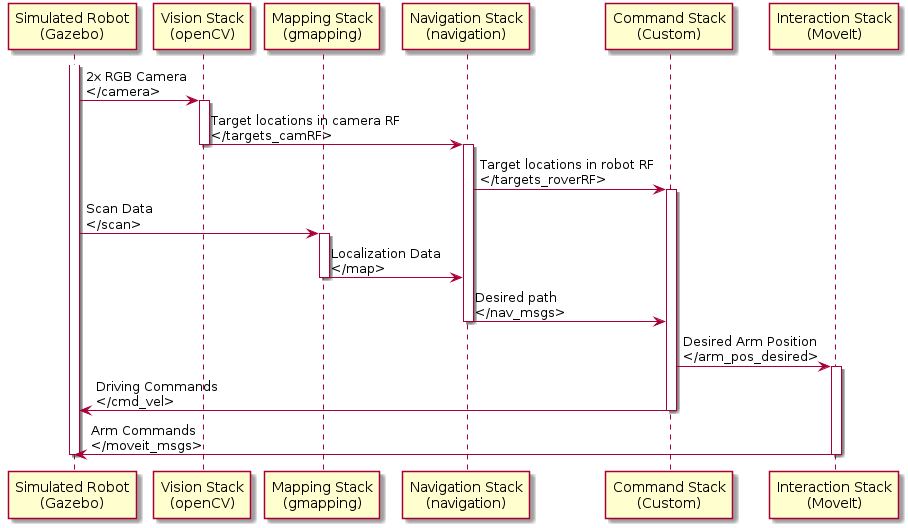 Simulated Robot
(Gazebo)
Vision Stack
(openCV)
Mapping Stack
(gmapping)
Navigation Stack
(navigation)
Command Stack
(Custom)
Interaction Stack
(MoveIt)
2x RGB Camera
</camera>
Target locations in camera RF
</targets_camRF>
Target locations in robot RF
</targets_roverRF>
Scan Data
</scan>
Localization Data
</map>
Desired path
</nav_msgs>
Desired Arm Position
</arm_pos_desired>
Driving Commands
</cmd_vel>
Arm Commands
</moveit_msgs>
Simulated Robot
(Gazebo)
Vision Stack
(openCV)
Mapping Stack
(gmapping)
Navigation Stack
(navigation)
Command Stack
(Custom)
Interaction Stack
(MoveIt)